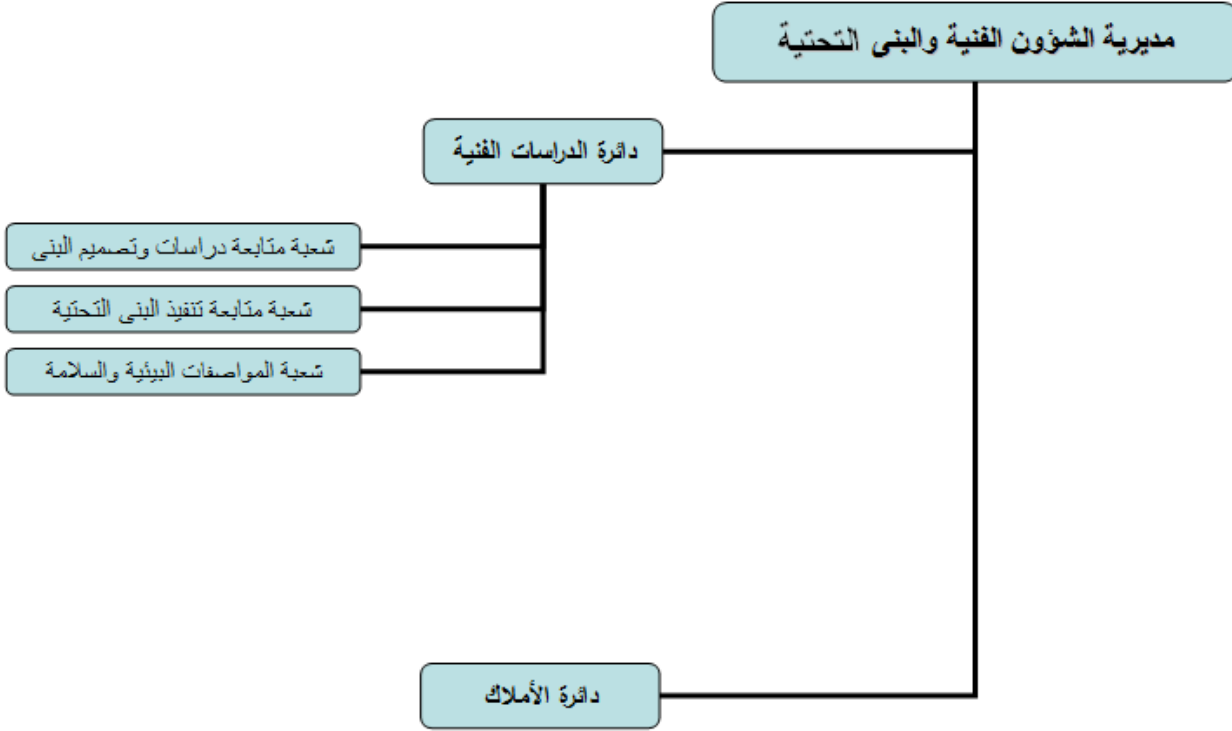 مديرية الشؤون الفنية والبنى التحتية
دائرة الدراسات الفنية
شعبة متابعة دراسات وتصميم البنى
شعبة متابعة تنفيذ البنى التحتية
شعبة المواصفات البيئية والسلامة
دائرة الأملاك